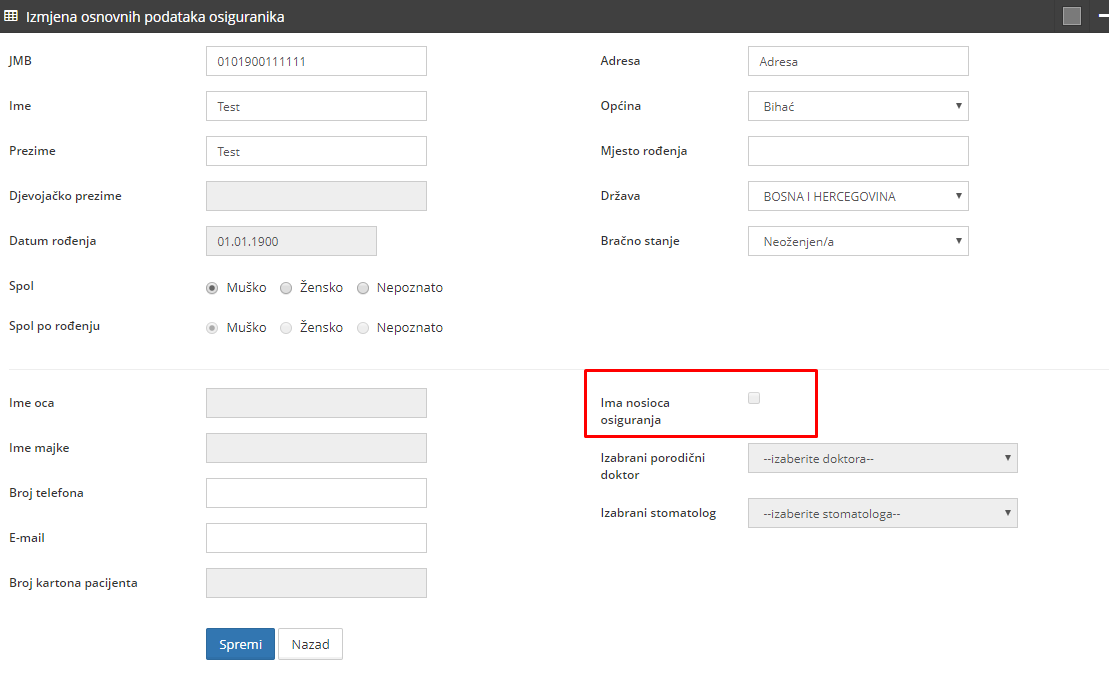 Izmjena osnovnih podataka osiguranika
JMB
0101900111111
Ime
Test
Prezime
Test
Djevojačko prezime
Datum rođenja
01.01.1900
Spol
Muško Žensko Nepoznato
Spol po rođenju
Muško Žensko Nepoznato
Adresa
Adresa
Općina
Bihać
Mjesto rođenja
Država
BOSNA I HERCEGOVINA
Bračno stanje
Neoženjen/a
Ime oca
Ime majke
Broj telefona
E-mail
Broj kartona pacijenta
Ima nosioca
osiguranja
Izabrani porodični
doktor
--izaberite doktora--
Izabrani stomatolog
--izaberite stomatologa--
Spremi Nazad